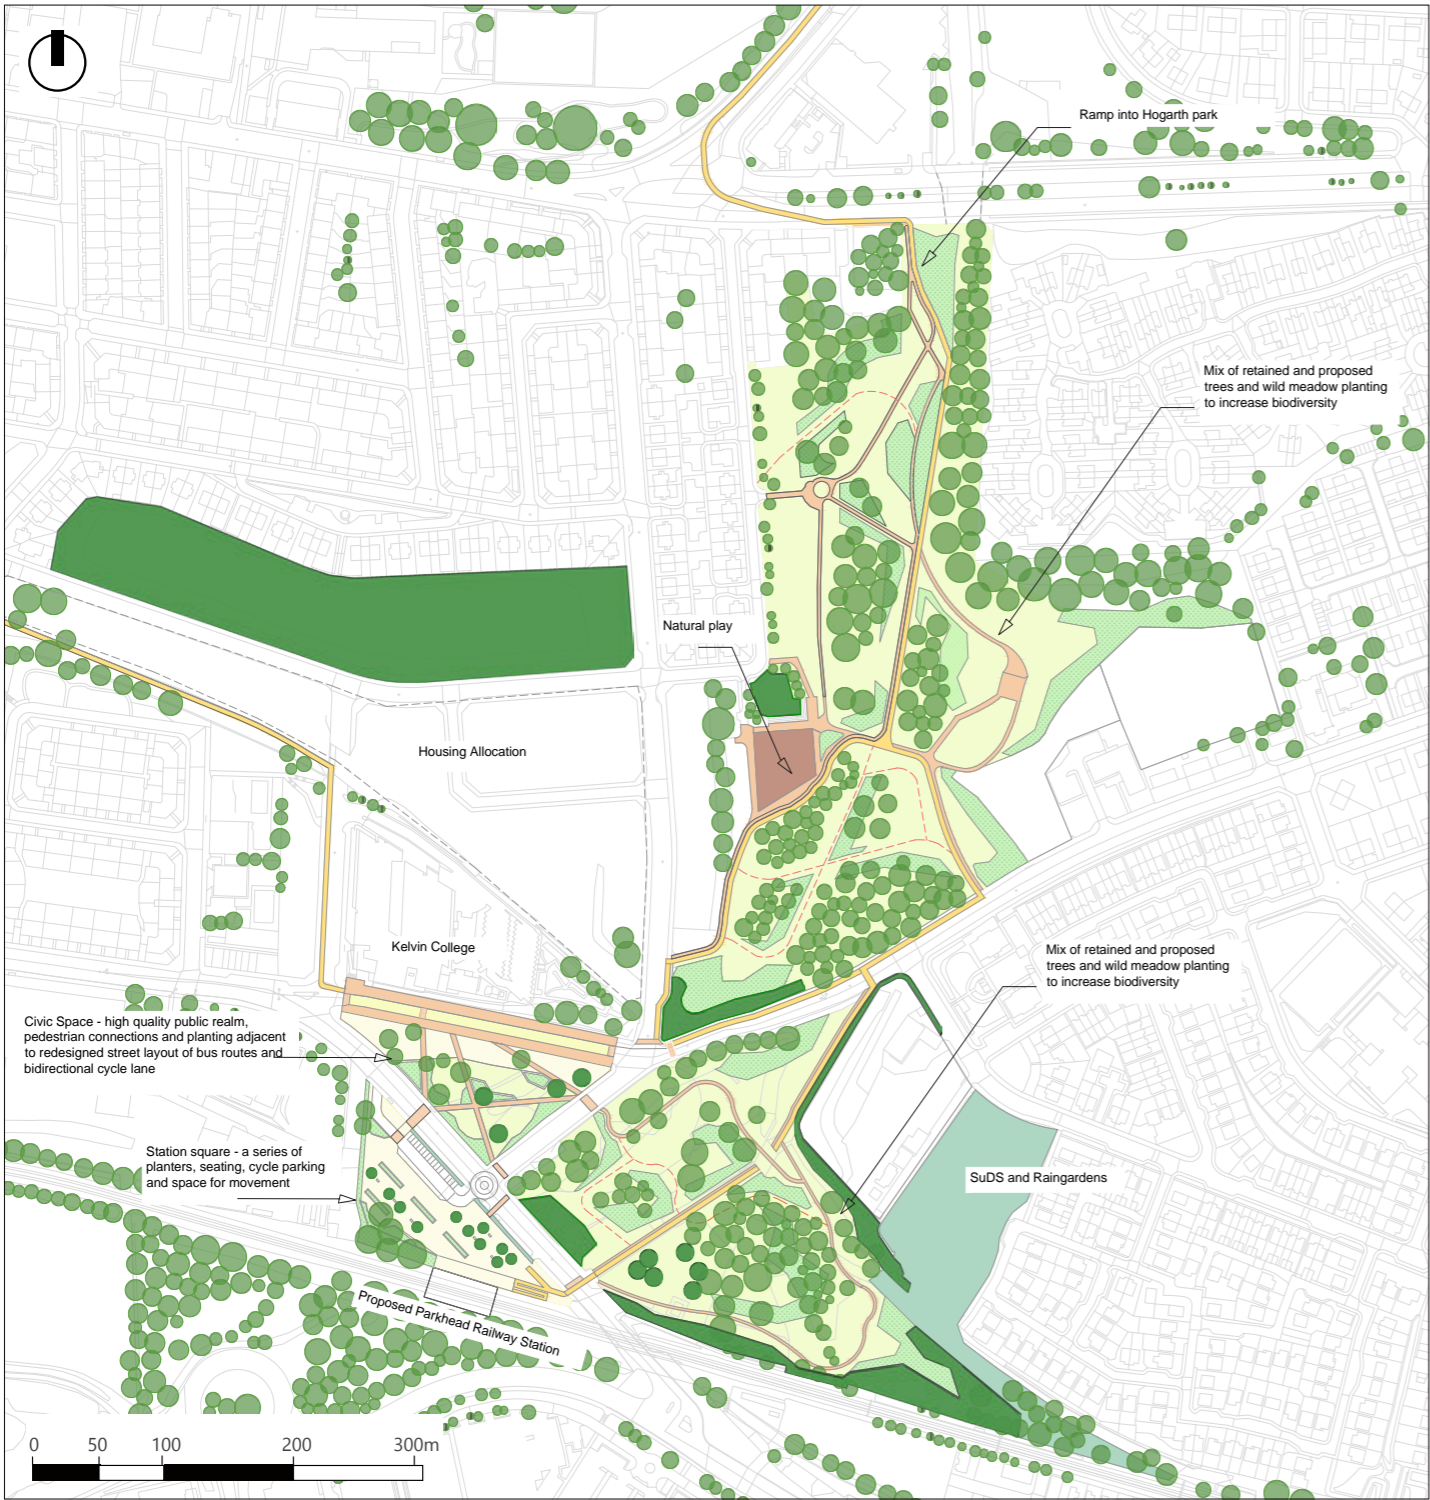 Ramp into Hogarth park
Mix of retained and proposed
trees and wild meadow planting
to increase biodiversity
Natural play
Housing Allocation
Kelvin College
Mix of retained and proposed
trees and wild meadow planting
to increase biodiversity
Civic Space - high quality public realm,
pedestrian connections and planting adjacent
to redesigned street layout of bus routes and
bidirectional cycle lane
Station square - a series of
planters, seating, cycle parking
and space for movement
SuDS and Raingardens
Proposed Parkhead Railway Station
0 50 100 200 300m